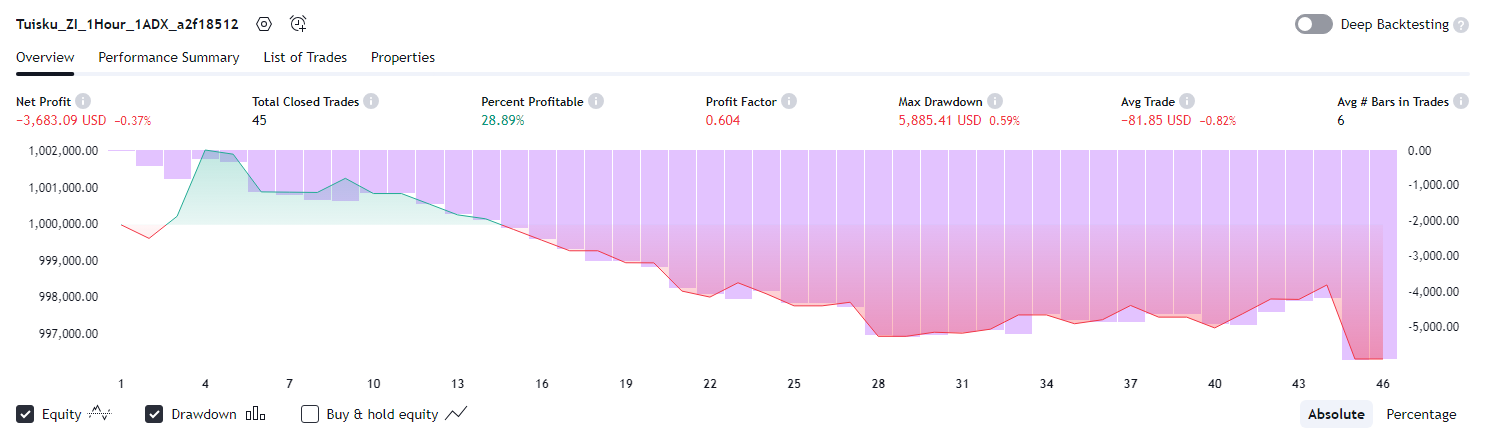 Tuisku_ZI_1Hour_1ADX_a2f18512 Deep Backtesting ?
Overview Performance Summary List of Trades Properties
Net Profit i Total Closed Trades i Percent Profitable i Profit Factor i Max Drawdown i Avg Trade i Avg # Bars in Trades i
−3,683.09 USD −0.37% 45 28.89% 0.604 5,885.41 USD 0.59% −81.85 USD −0.82% 6
1,002,000.00 0.00
1,001,000.00 -1,000.00
1,000,000.00 -2,000.00
999,000.00 -3,000.00
998,000.00 -4,000.00
997,000.00 -5,000.00
1 4 7 10 13 16 19 22 25 28 31 34 37 40 43 46
Equity Drawdown Buy & hold equity Absolute Percentage